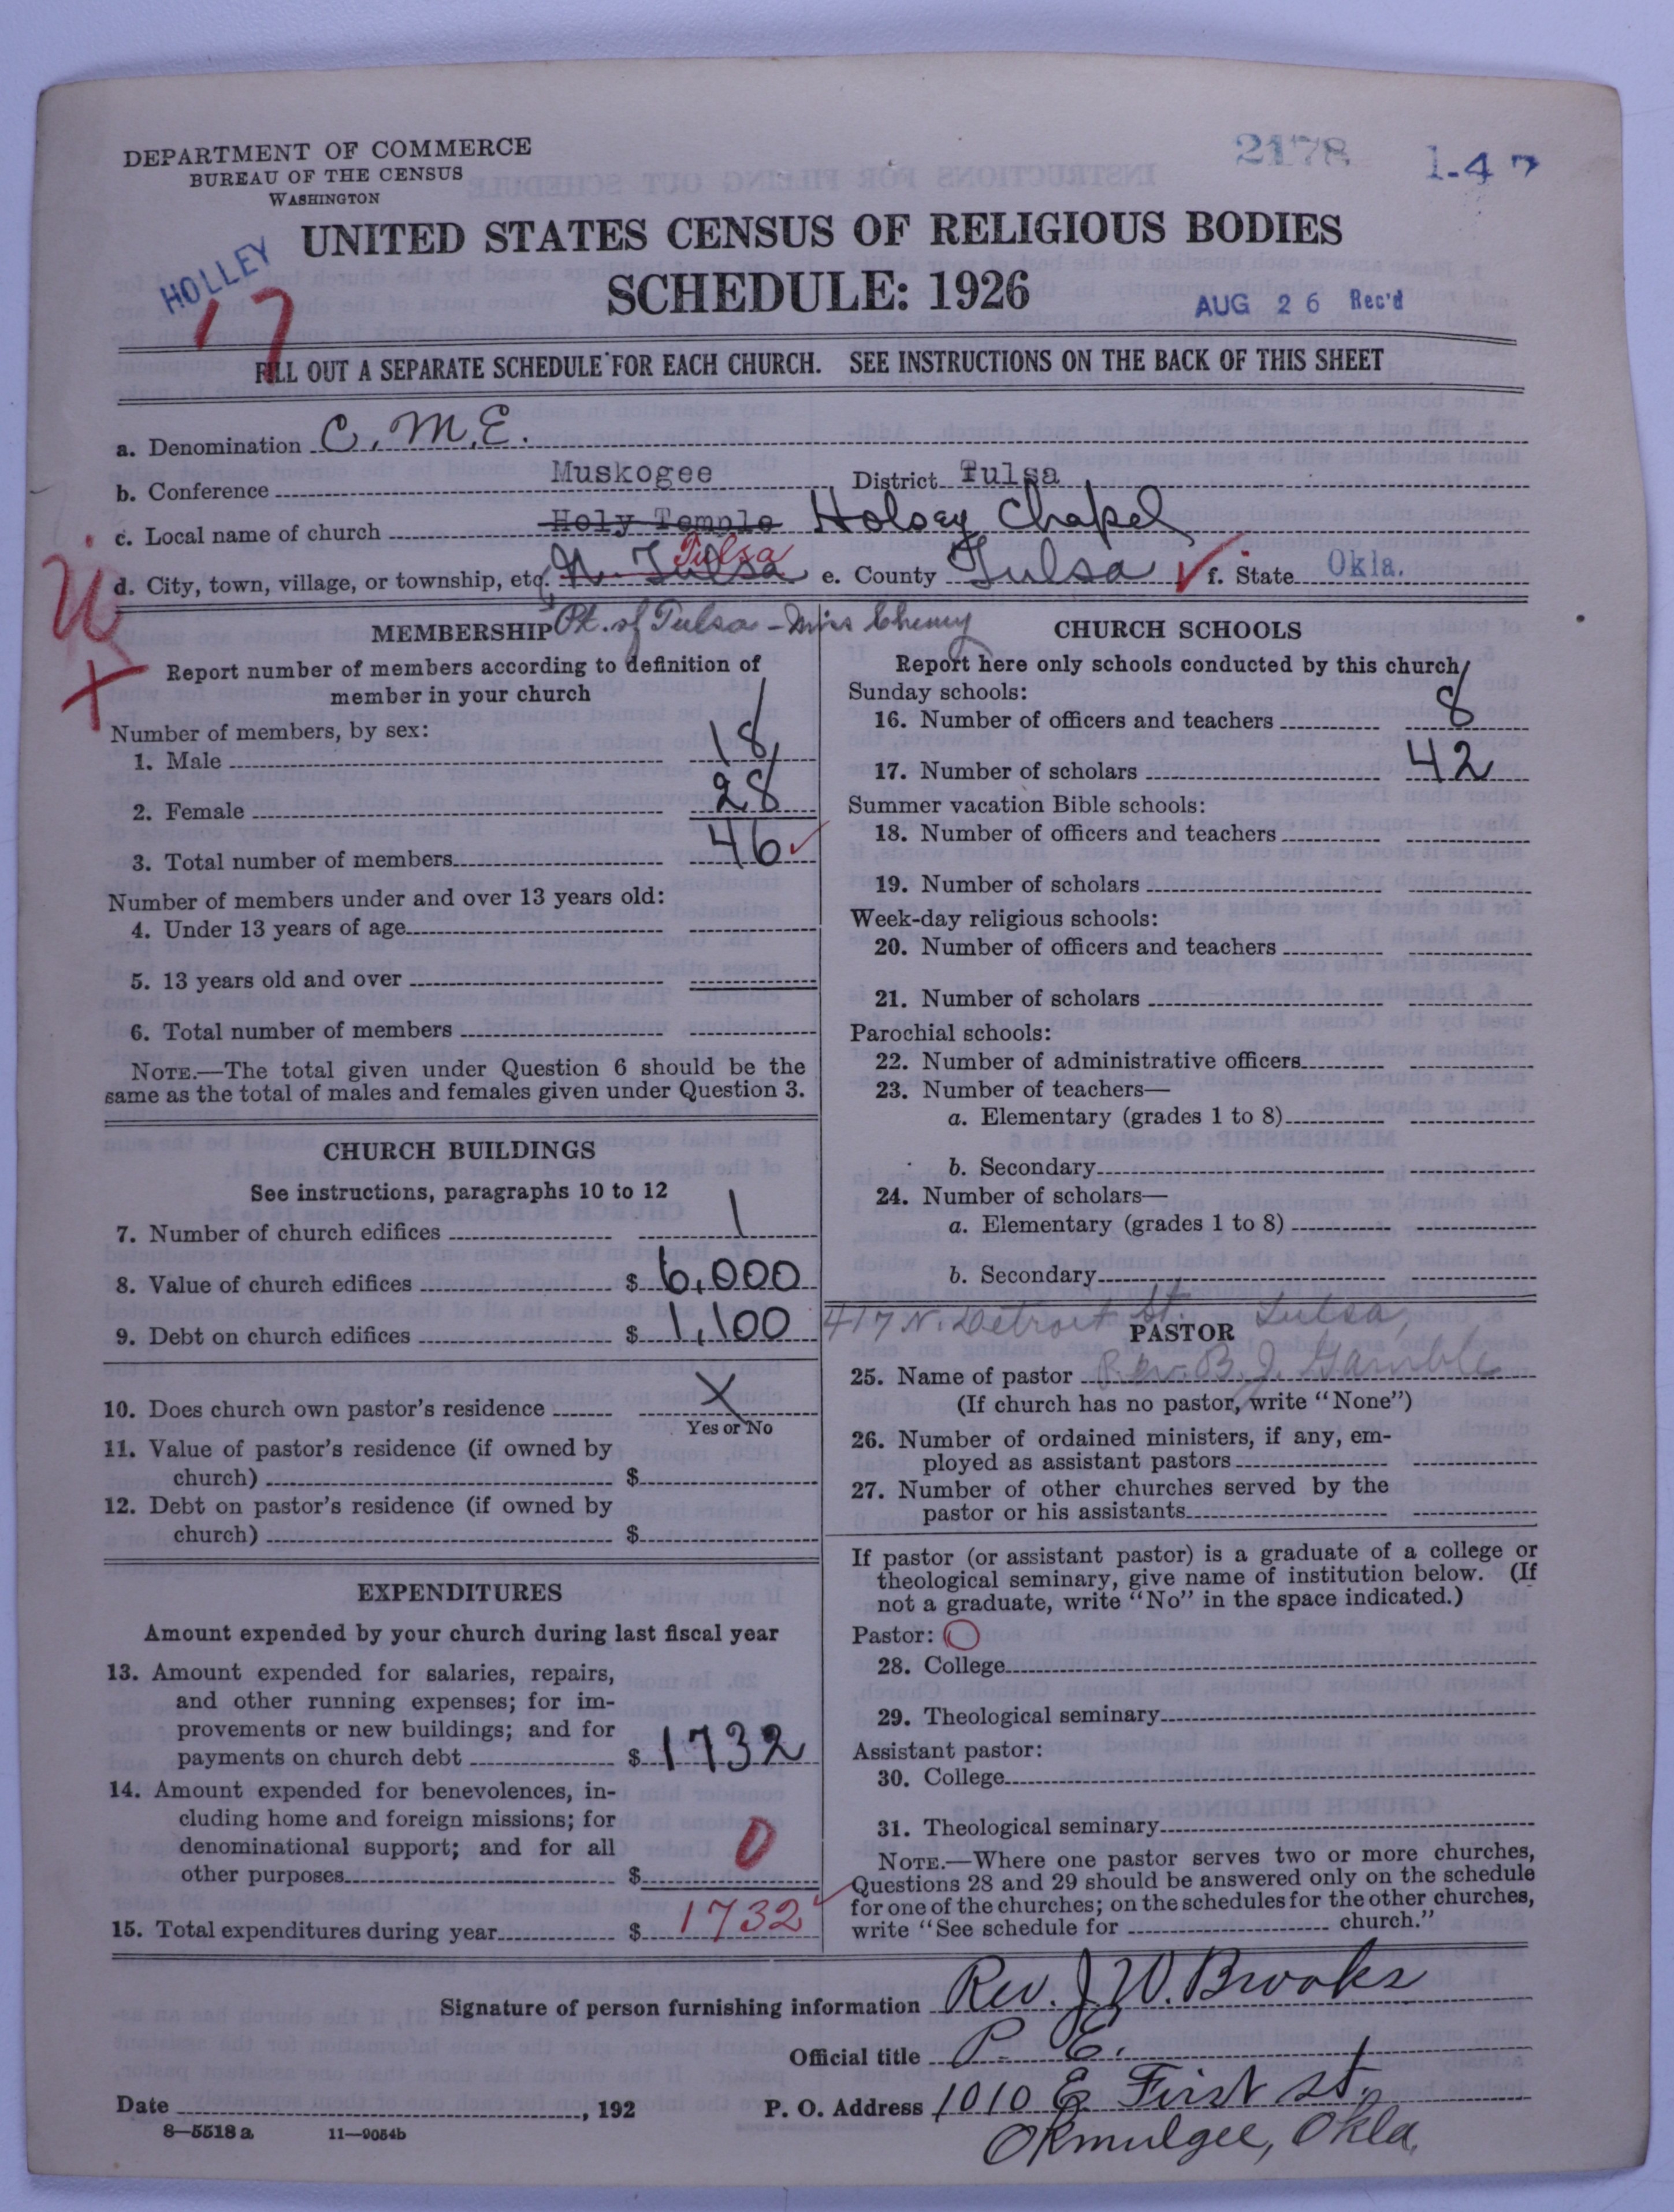 DEPARTMENT OF COMMERCE
BUREAU OF THE CENSUS
WASHINGTON
2178
1-47
HOLLEY
17
UNITED STATES CENSUS OF RELIGIOUS BODIES
SCHEDULE: 1926
AUG 26 Rec'd
FILL OUT A SEPARATE SCHEDULE FOR EACH CHURCH. SEE INSTRUCTIONS ON THE BACK OF THIS SHEET
a. Denomination C. M. E.
b. Conference Muskogee District Tulsa
c. Local name of church Holy Temple Holsey Chapel
d. City, town, village, or township, etc. N. Tulsa Tulsa e. County Tulsa f. State Okla.
Pt. of Tulsa - Miss Cheney
MEMBERSHIP
Report number of members according to definition of
member in your church
Number of members, by sex:
1. Male 18
2. Female 28
3. Total number of members 46
Number of members under and over 13 years old:
4. Under 13 years of age
5. 13 years old and over
6. Total number of members
NOTE.—The total given under Question 6 should be the
same as the total of males and females given under Question 3.
CHURCH BUILDINGS
See instructions, paragraphs 10 to 12
7. Number of church edifices 1
8. Value of church edifices $ 6,000
9. Debt on church edifices $ 1,100
10. Does church own pastor's residence X
Yes or No
11. Value of pastor's residence (if owned by
church) $
12. Debt on pastor's residence (if owned by
church) $
EXPENDITURES
Amount expended by your church during last fiscal year
13. Amount expended for salaries, repairs,
and other running expenses; for im-
provements or new buildings; and for
payments on church debt $ 1732
14. Amount expended for benevolences, in-
cluding home and foreign missions; for
denominational support; and for all
other purposes $ 0
15. Total expenditures during year $ 1732
CHURCH SCHOOLS
Report here only schools conducted by this church
Sunday schools:
16. Number of officers and teachers 8
17. Number of scholars 42
Summer vacation Bible schools:
18. Number of officers and teachers
19. Number of scholars
Week-day religious schools:
20. Number of officers and teachers
21. Number of scholars
Parochial schools:
22. Number of administrative officers
23. Number of teachers—
a. Elementary (grades 1 to 8)
b. Secondary
24. Number of scholars—
a. Elementary (grades 1 to 8)
b. Secondary
417 N. Detroit St. Tulsa
PASTOR
25. Name of pastor Rev. B. J. Gamble
(If church has no pastor, write "None")
26. Number of ordained ministers, if any, em-
ployed as assistant pastors
27. Number of other churches served by the
pastor or his assistants
If pastor (or assistant pastor) is a graduate of a college or
theological seminary, give name of institution below. (If
not a graduate, write "No" in the space indicated.)
Pastor:
28. College
29. Theological seminary
Assistant pastor:
30. College
31. Theological seminary
NOTE.—Where one pastor serves two or more churches,
Questions 28 and 29 should be answered only on the schedule
for one of the churches; on the schedules for the other churches,
write "See schedule for church."
Signature of person furnishing information Rev. J. W. Brooks
Official title P. E.
Date , 192 P. O. Address 1010 E First St.
Okmulgee, Okla.
8—5518 a 11—9054b